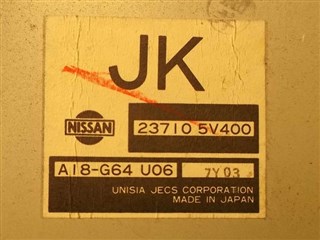 JK
NISSAN 23710 5V400
A18-G64 U06 7Y03
UNISIA JECS CORPORATION
MADE IN JAPAN